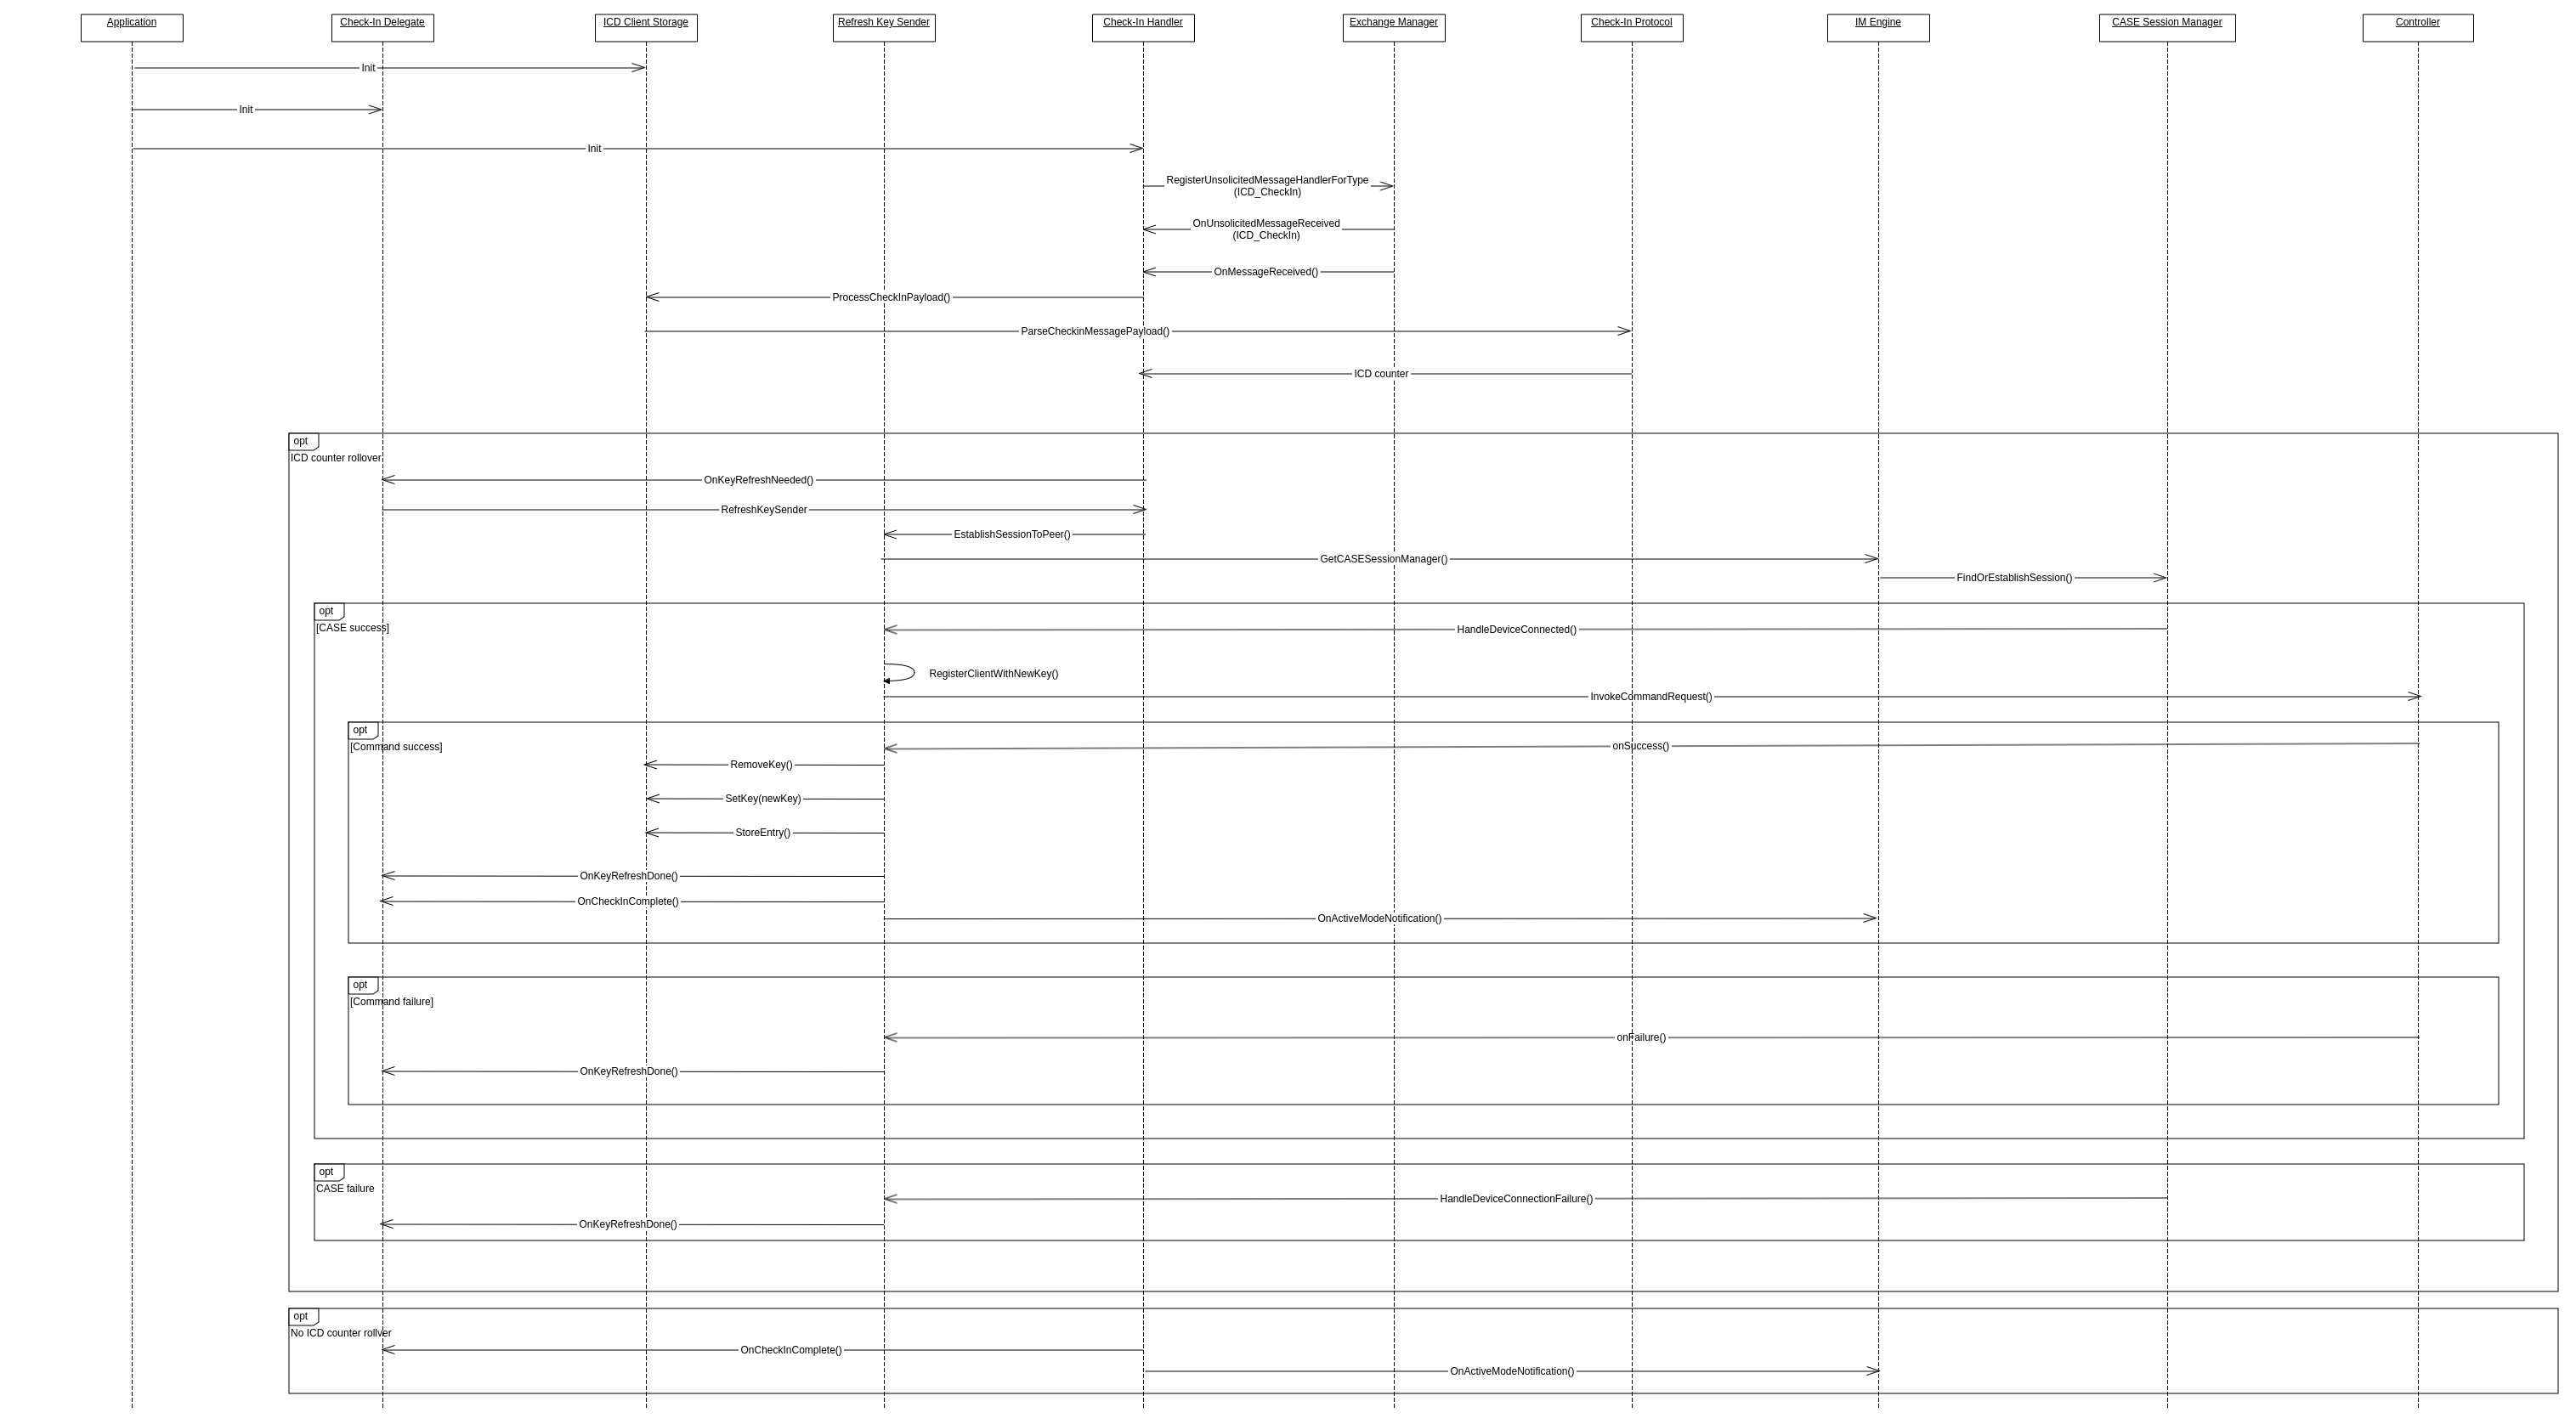 Application
Check-In Delegate
ICD Client Storage
Refresh Key Sender
Check-In Handler
Exchange Manager
Check-In Protocol
IM Engine
CASE Session Manager
Controller
Init
Init
Init
RegisterUnsolicitedMessageHandlerForType
(ICD_CheckIn)
OnUnsolicitedMessageReceived
(ICD_CheckIn)
OnMessageReceived()
ProcessCheckInPayload()
ParseCheckinMessagePayload()
ICD counter
opt
ICD counter rollover
OnKeyRefreshNeeded()
RefreshKeySender
EstablishSessionToPeer()
GetCASESessionManager()
FindOrEstablishSession()
opt
[CASE success]
HandleDeviceConnected()
RegisterClientWithNewKey()
InvokeCommandRequest()
opt
[Command success]
onSuccess()
RemoveKey()
SetKey(newKey)
StoreEntry()
OnKeyRefreshDone()
OnCheckInComplete()
OnActiveModeNotification()
opt
[Command failure]
onFailure()
OnKeyRefreshDone()
opt
CASE failure
HandleDeviceConnectionFailure()
OnKeyRefreshDone()
opt
No ICD counter rollver
OnCheckInComplete()
OnActiveModeNotification()